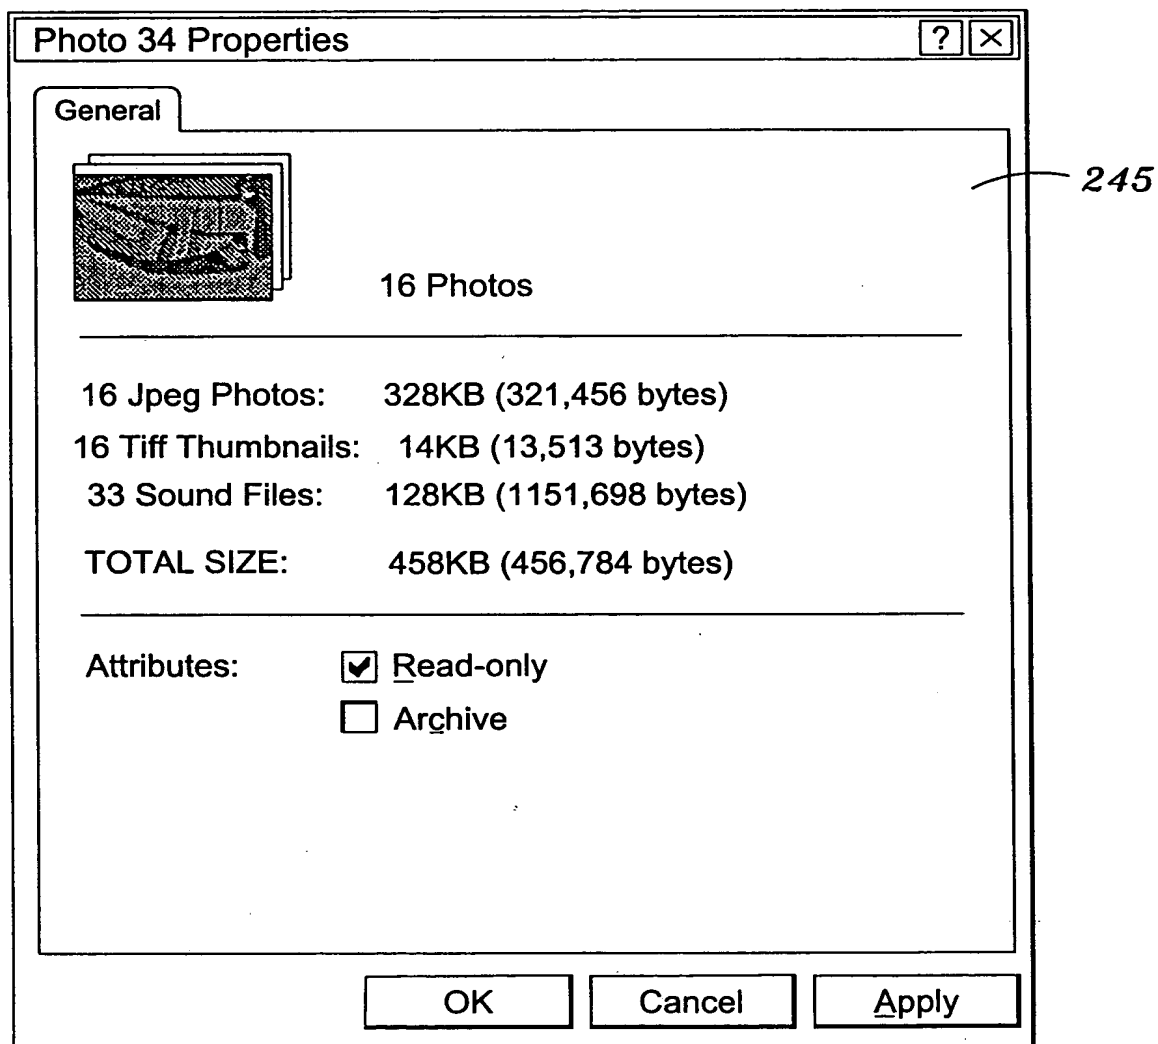 Photo 34 Properties ? ×
General
245
16 Photos
16 Jpeg Photos: 328KB (321,456 bytes)
16 Tiff Thumbnails: 14KB (13,513 bytes)
33 Sound Files: 128KB (1151,698 bytes)
TOTAL SIZE: 458KB (456,784 bytes)
Attributes: Read-only
Archive
OK Cancel Apply